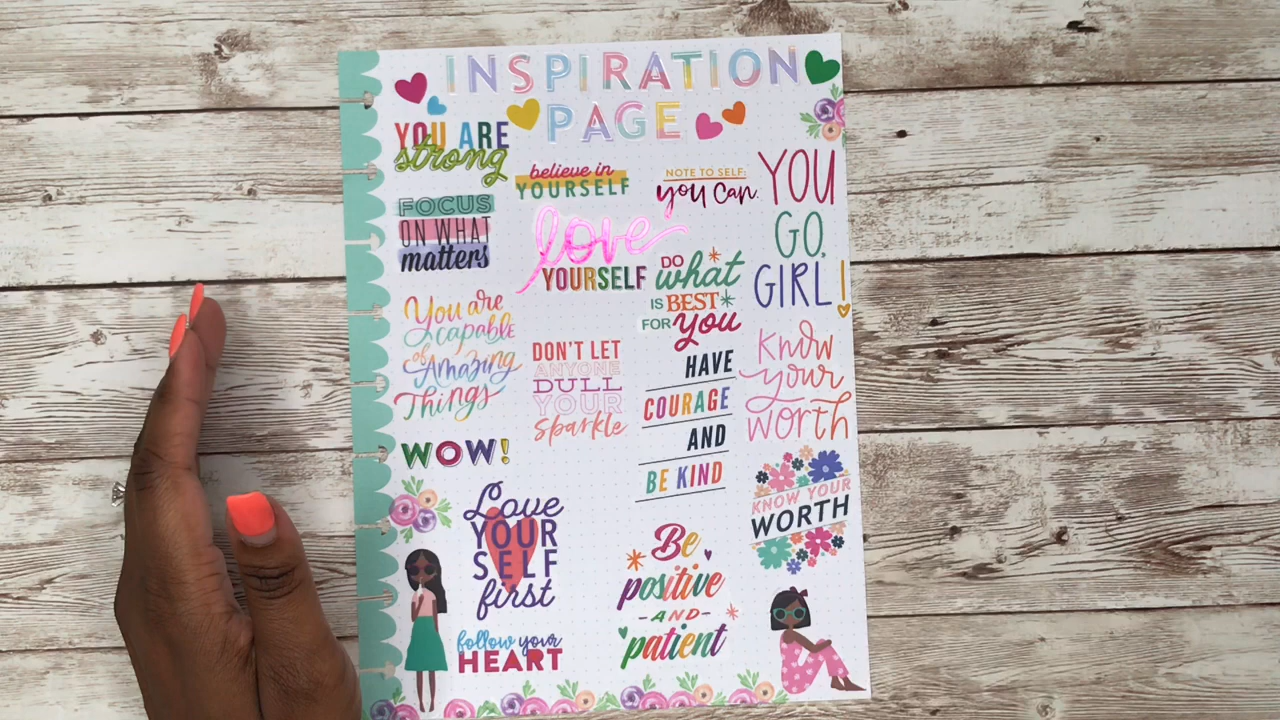 INSPIRATION
PAGE
YOU ARE
strong
believe in
YOURSELF
NOTE TO SELF:
you can.
YOU
GO,
GIRL!
FOCUS
ON WHAT
matters
love
YOURSELF
DO
what
IS BEST
FOR you
You are
capable
of Amazing
Things
DON'T LET
ANYONE
DULL
YOUR
sparkle
HAVE
COURAGE
AND
BE KIND
Know
your
worth
WOW!
Love
YOUR
SELF
first
KNOW YOUR
WORTH
Be
positive
-AND-
patient
follow your
HEART